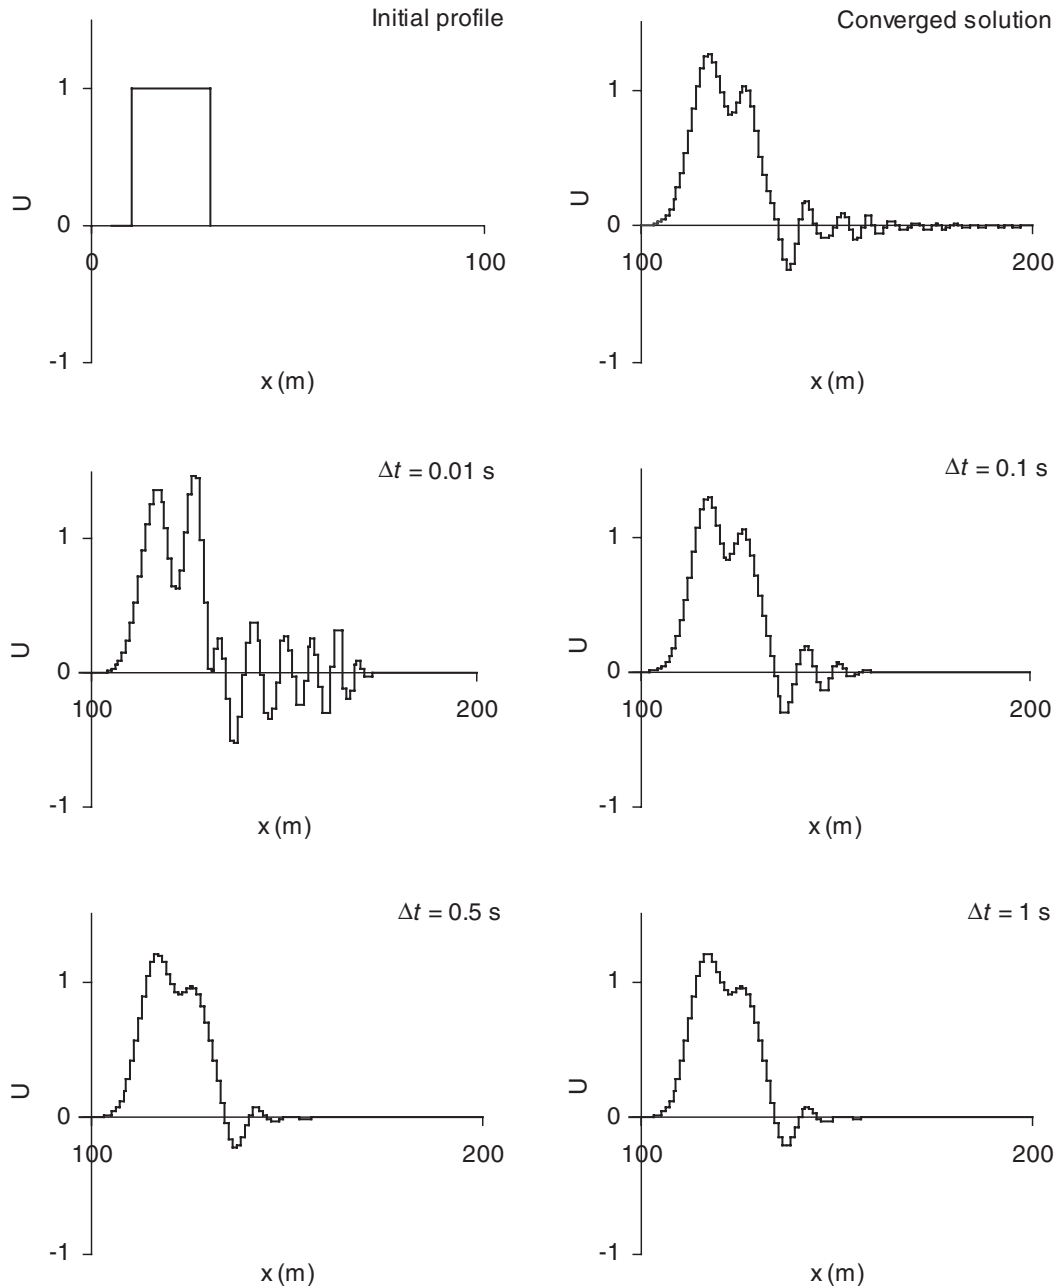 Initial profile
1
U
0
0
100
-1
x (m)
Converged solution
1
U
0
100
200
-1
x (m)
Δt = 0.01 s
1
U
0
100
200
-1
x (m)
Δt = 0.1 s
1
U
0
100
200
-1
x (m)
Δt = 0.5 s
1
U
0
100
200
-1
x (m)
Δt = 1 s
1
U
0
100
200
-1
x (m)